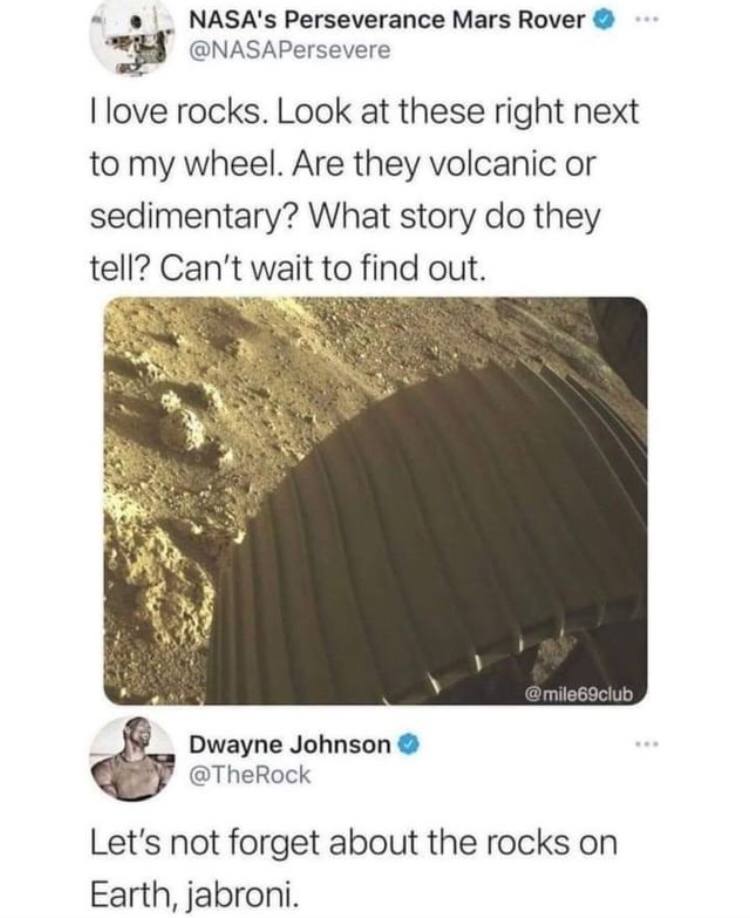 NASA's Perseverance Mars Rover
@NASAPersevere
I love rocks. Look at these right next
to my wheel. Are they volcanic or
sedimentary? What story do they
tell? Can't wait to find out.
@mile69club
Dwayne Johnson
@TheRock
Let's not forget about the rocks on
Earth, jabroni.